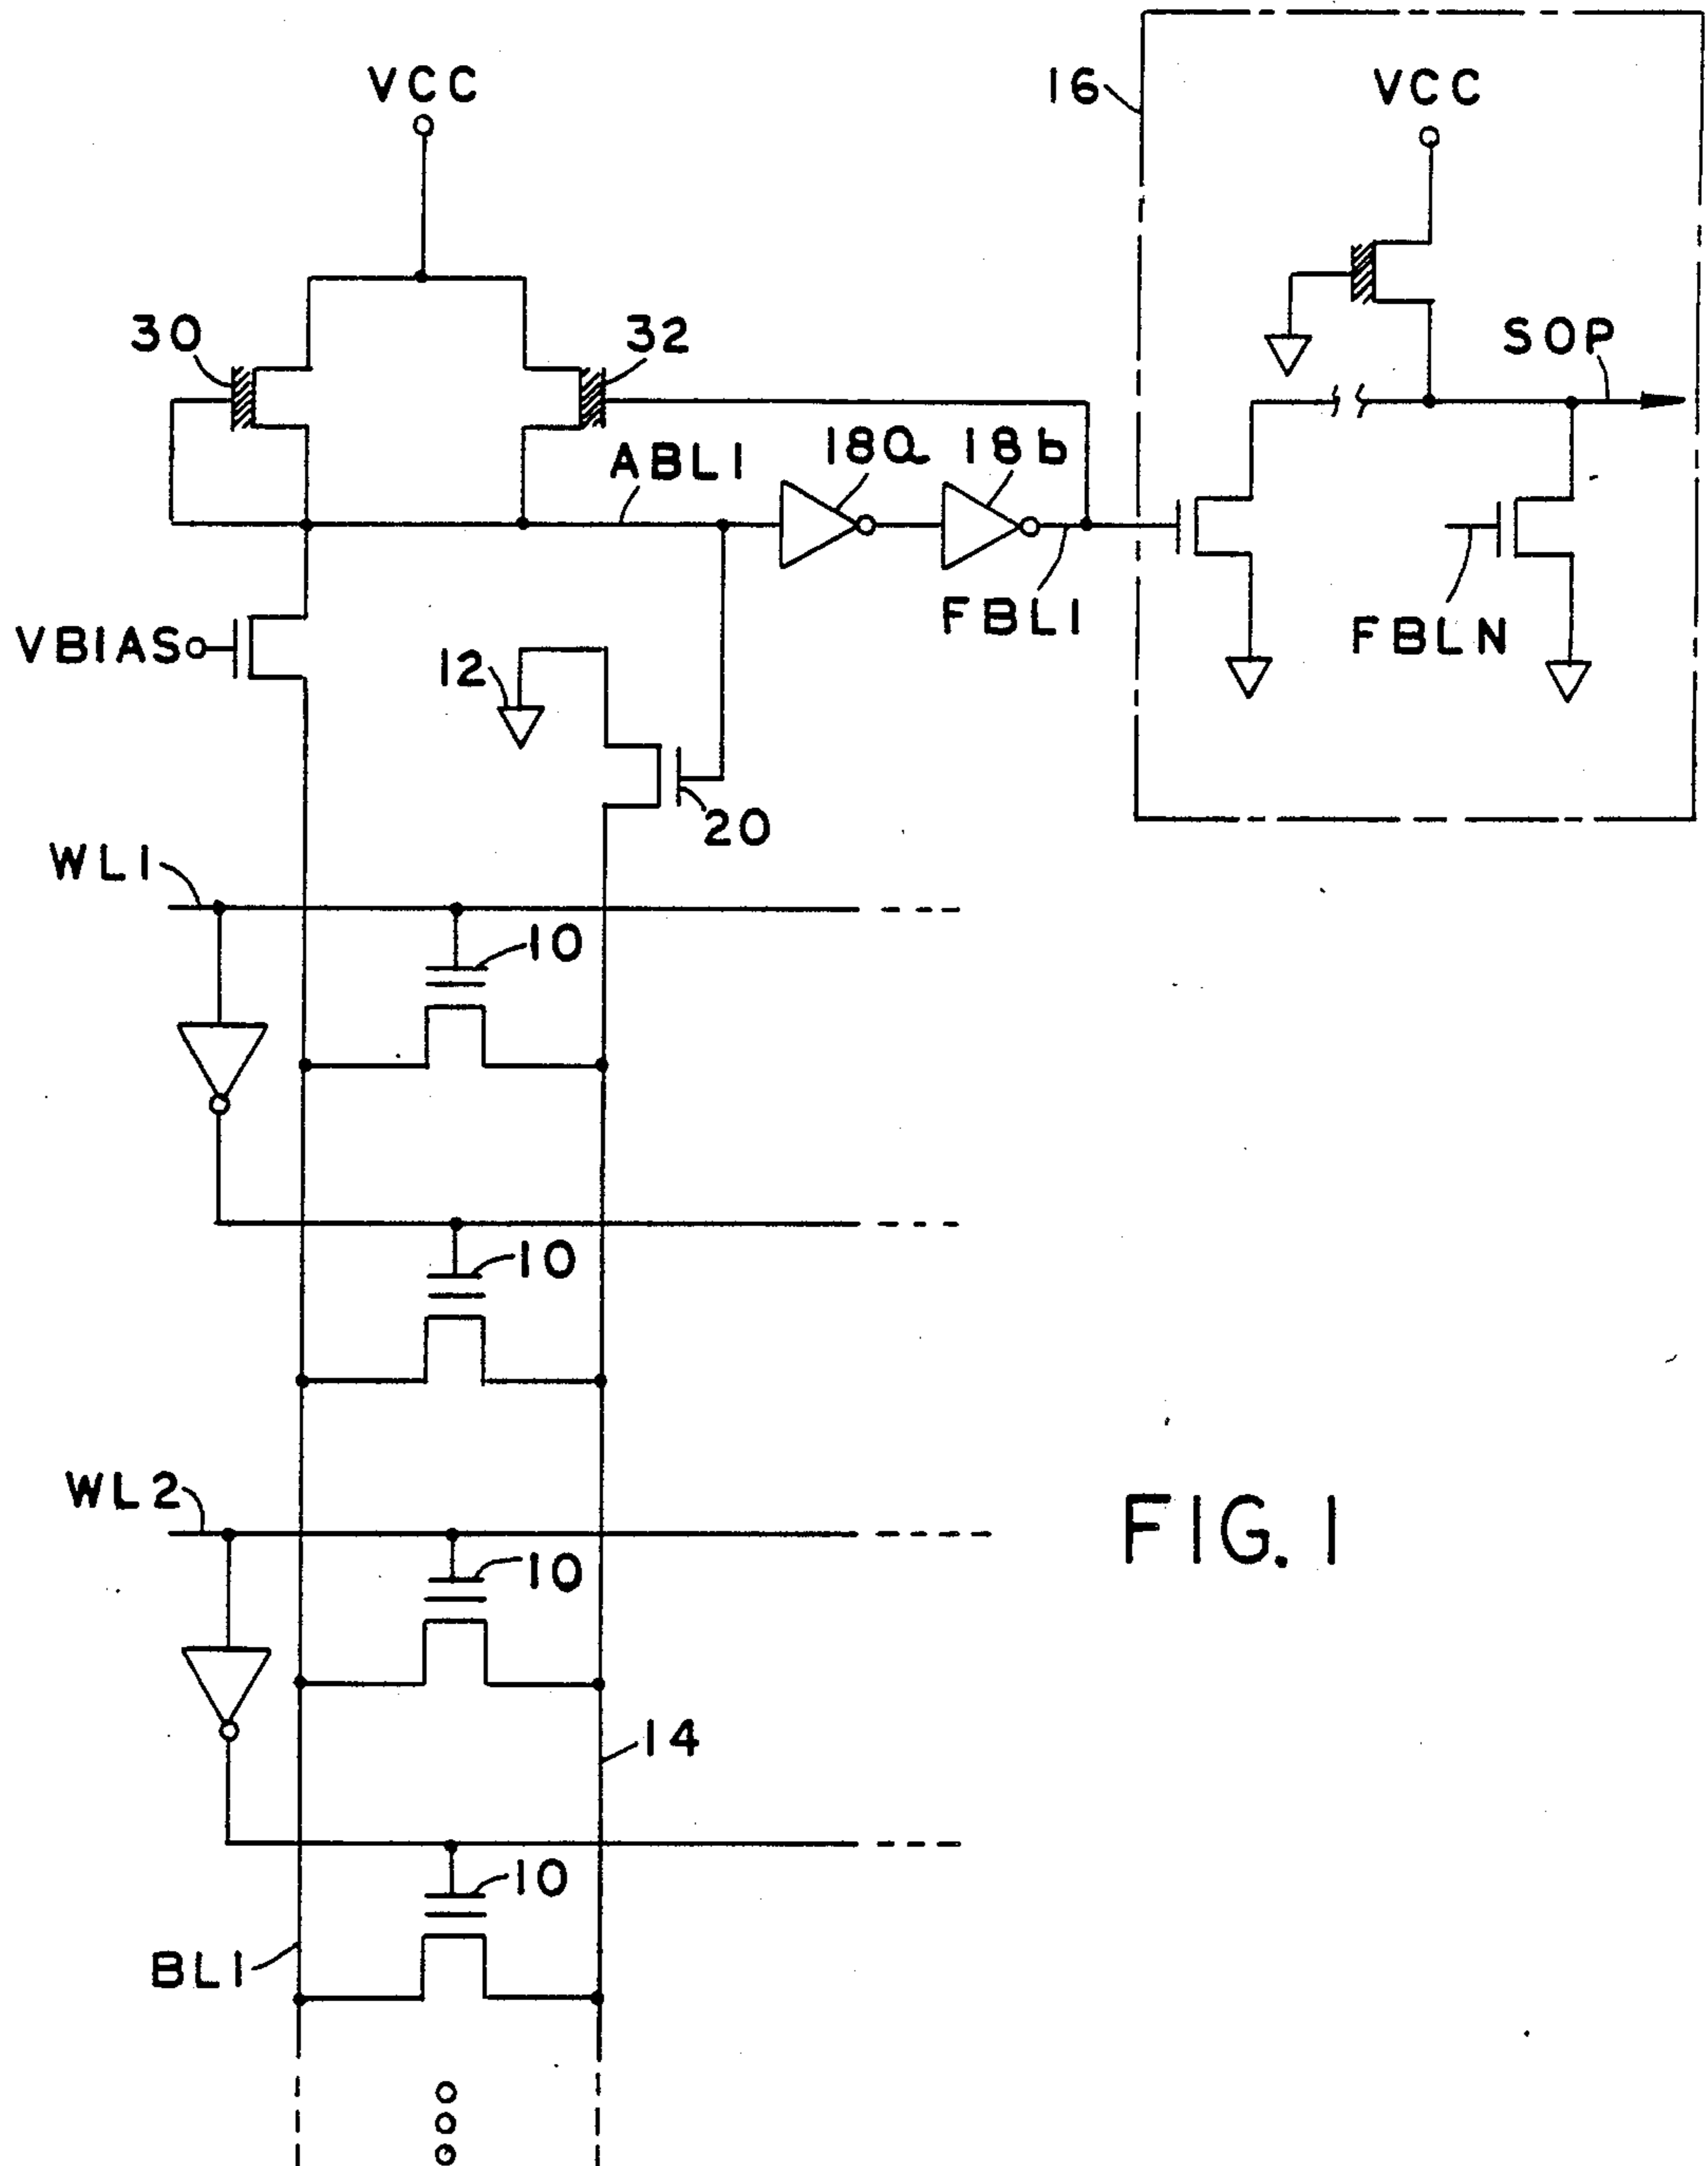 VCC
16
VCC
30
32
SOP
ABL1
18a
18b
FBL1
FBLN
VBIAS
12
20
WL1
10
10
WL2
10
FIG. 1
14
10
BL1